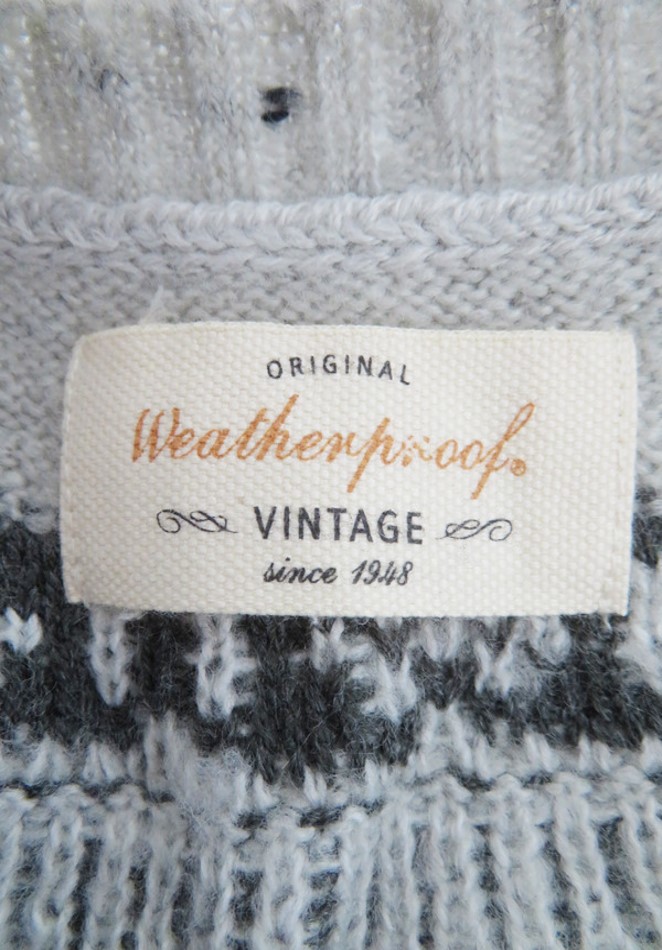 ORIGINAL
Weatherproof®
VINTAGE
since 1948